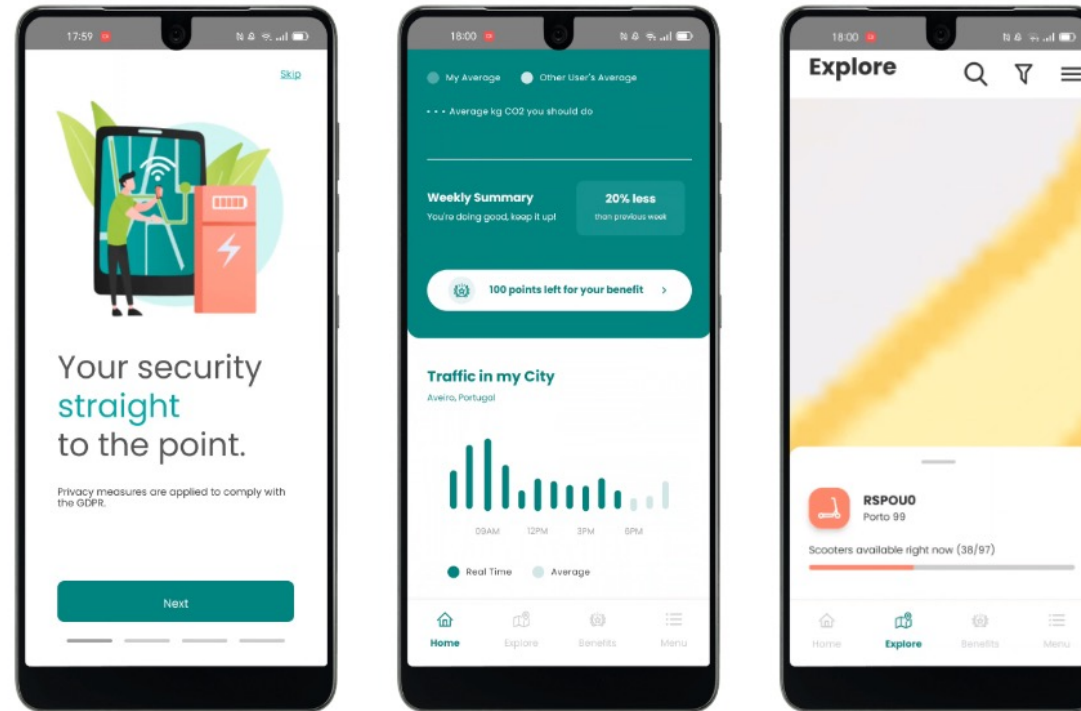 17:59
Skip
Your security
straight
to the point.
Privacy measures are applied to comply with
the GDPR.
Next
18:00
My Average
Other User's Average
Average kg CO2 you should do
Weekly Summary
You're doing good, keep it up!
20% less
than previous week
100 points left for your benefit >
Traffic in my City
Aveiro, Portugal
09AM 12PM 3PM 6PM
Real Time
Average
Home Explore Benefits Menu
18:00
Explore
RSPOU0
Porto 99
Scooters available right now (38/97)
Home Explore Benefits Menu